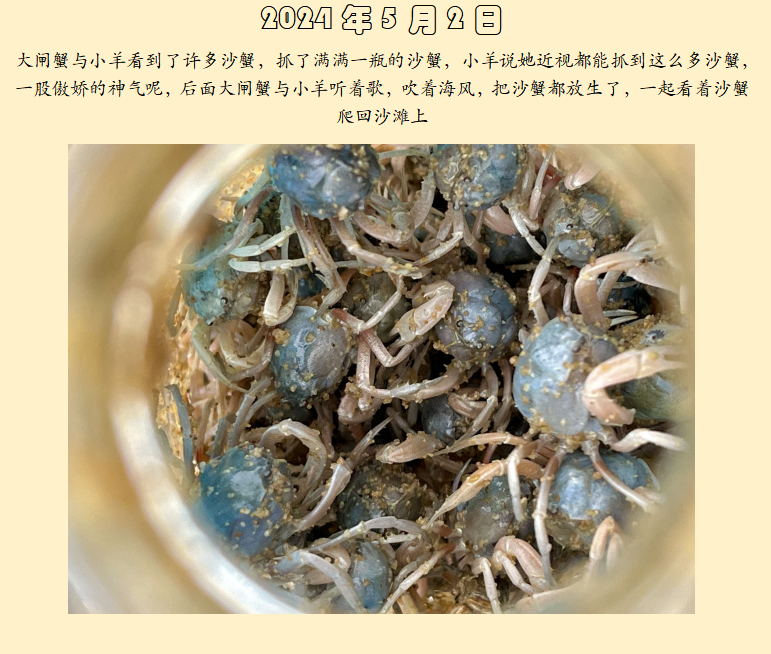 2024 年 5 月 2 日
大闸蟹与小羊看到了许多沙蟹，抓了满满一瓶的沙蟹，小羊说她近视都能抓到这么多沙蟹，
一股傲娇的神气呢，后面大闸蟹与小羊听着歌，吹着海风，把沙蟹都放生了，一起看着沙蟹
爬回沙滩上